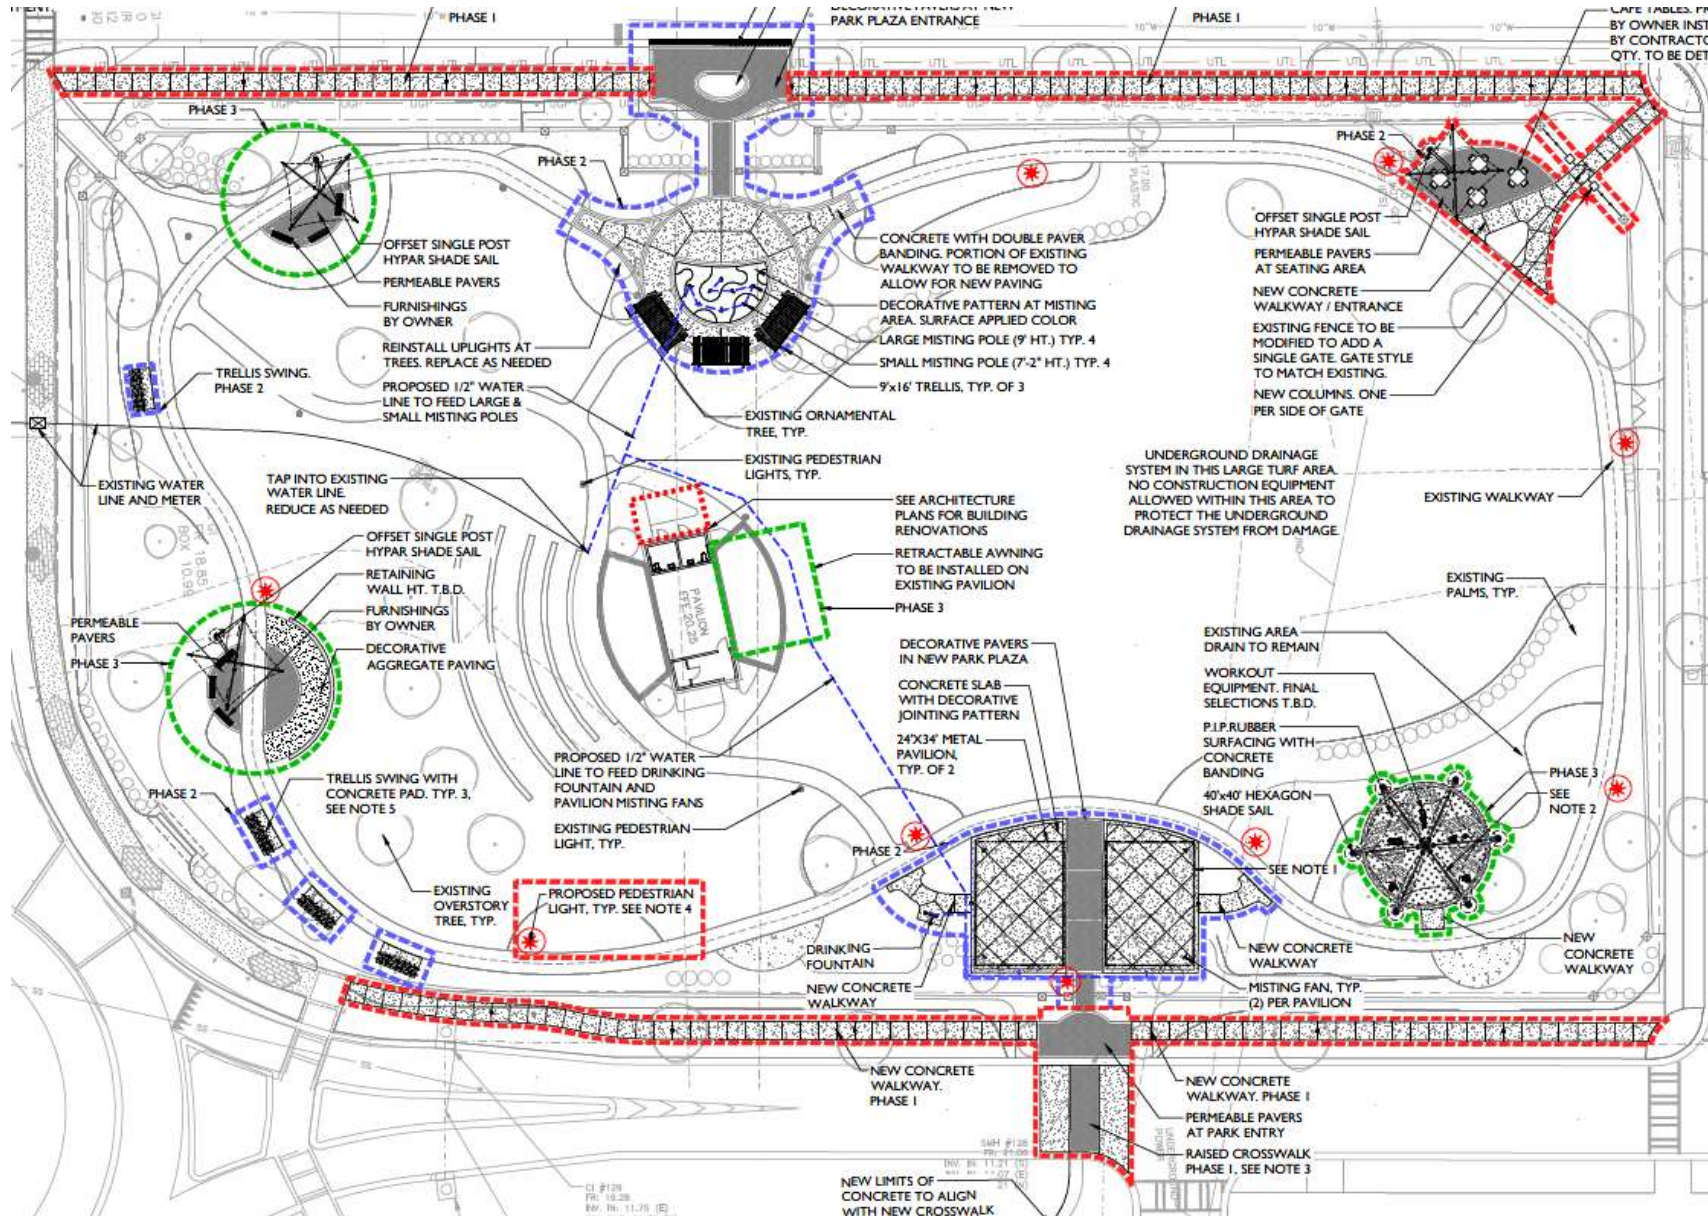 PHASE 1
PARK PLAZA ENTRANCE
PHASE 1
BY OWNER
BY
QTY. TO BE
PHASE 3
PHASE 2
PHASE 2
OFFSET SINGLE POST
HYPAR SHADE SAIL
PERMEABLE PAVERS
FURNISHINGS
BY OWNER
REINSTALL UPLIGHTS AT
TREES. REPLACE AS NEEDED
PROPOSED 1/2" WATER
LINE TO FEED LARGE &
SMALL MISTING POLES
TRELLIS SWING.
PHASE 2
CONCRETE WITH DOUBLE PAVER
BANDING. PORTION OF EXISTING
WALKWAY TO BE REMOVED TO
ALLOW FOR NEW PAVING
DECORATIVE PATTERN AT MISTING
AREA. SURFACE APPLIED COLOR
LARGE MISTING POLE (9' HT.) TYP. 4
SMALL MISTING POLE (7'-2" HT.) TYP. 4
9'x16' TRELLIS, TYP. OF 3
EXISTING ORNAMENTAL
TREE, TYP.
EXISTING PEDESTRIAN
LIGHTS, TYP.
OFFSET SINGLE POST
HYPAR SHADE SAIL
PERMEABLE PAVERS
AT SEATING AREA
NEW CONCRETE
WALKWAY / ENTRANCE
EXISTING FENCE TO BE
MODIFIED TO ADD A
SINGLE GATE. GATE STYLE
TO MATCH EXISTING.
NEW COLUMNS. ONE
PER SIDE OF GATE
UNDERGROUND DRAINAGE
SYSTEM IN THIS LARGE TURF AREA.
NO CONSTRUCTION EQUIPMENT
ALLOWED WITHIN THIS AREA TO
PROTECT THE UNDERGROUND
DRAINAGE SYSTEM FROM DAMAGE.
EXISTING WALKWAY
EXISTING WATER
LINE AND METER
TAP INTO EXISTING
WATER LINE.
REDUCE AS NEEDED
SEE ARCHITECTURE
PLANS FOR BUILDING
RENOVATIONS
RETRACTABLE AWNING
TO BE INSTALLED ON
EXISTING PAVILION
PHASE 3
PAVILION
FFE:20.25
OFFSET SINGLE POST
HYPAR SHADE SAIL
RETAINING
WALL HT. T.B.D.
FURNISHINGS
BY OWNER
DECORATIVE
AGGREGATE PAVING
PERMEABLE
PAVERS
PHASE 3
EXISTING
PALMS, TYP.
EXISTING AREA
DRAIN TO REMAIN
WORKOUT
EQUIPMENT. FINAL
SELECTIONS T.B.D.
P.I.P.RUBBER
SURFACING WITH
CONCRETE
BANDING
40'x40' HEXAGON
SHADE SAIL
PHASE 3
SEE
NOTE 2
DECORATIVE PAVERS
IN NEW PARK PLAZA
CONCRETE SLAB
WITH DECORATIVE
JOINTING PATTERN
24'X34' METAL
PAVILION,
TYP. OF 2
PROPOSED 1/2" WATER
LINE TO FEED DRINKING
FOUNTAIN AND
PAVILION MISTING FANS
EXISTING PEDESTRIAN
LIGHT, TYP.
TRELLIS SWING WITH
CONCRETE PAD. TYP. 3,
SEE NOTE 5
PHASE 2
PHASE 2
SEE NOTE 1
EXISTING
OVERSTORY
TREE, TYP.
PROPOSED PEDESTRIAN
LIGHT, TYP. SEE NOTE 4
DRINKING
FOUNTAIN
NEW CONCRETE
WALKWAY
NEW CONCRETE
WALKWAY
MISTING FAN, TYP.
(2) PER PAVILION
NEW
CONCRETE
WALKWAY
NEW CONCRETE
WALKWAY.
PHASE 1
NEW CONCRETE
WALKWAY. PHASE 1
PERMEABLE PAVERS
AT PARK ENTRY
RAISED CROSSWALK
PHASE 1, SEE NOTE 3
NEW LIMITS OF
CONCRETE TO ALIGN
WITH NEW CROSSWALK